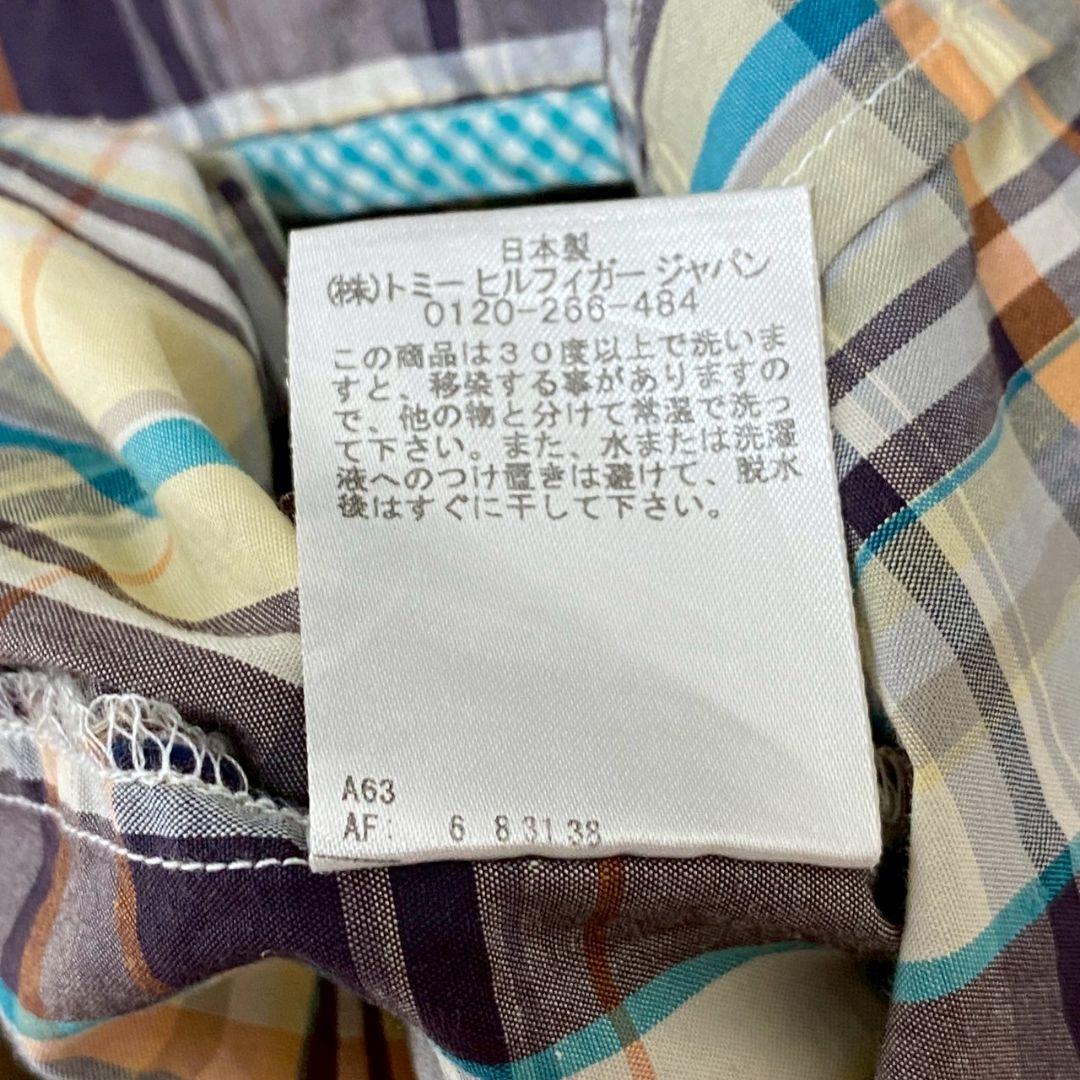 日本製
(株)トミー ヒルフィガー ジャパン
0120-266-484
この商品は30度以上で洗いま
すと、移染する事がありますの
で、他の物と分けて常温で洗っ
て下さい。また、水または洗濯
液へのつけ置きは避けて、脱水
後はすぐに干して下さい。
A63
AF: 6 8 31 38